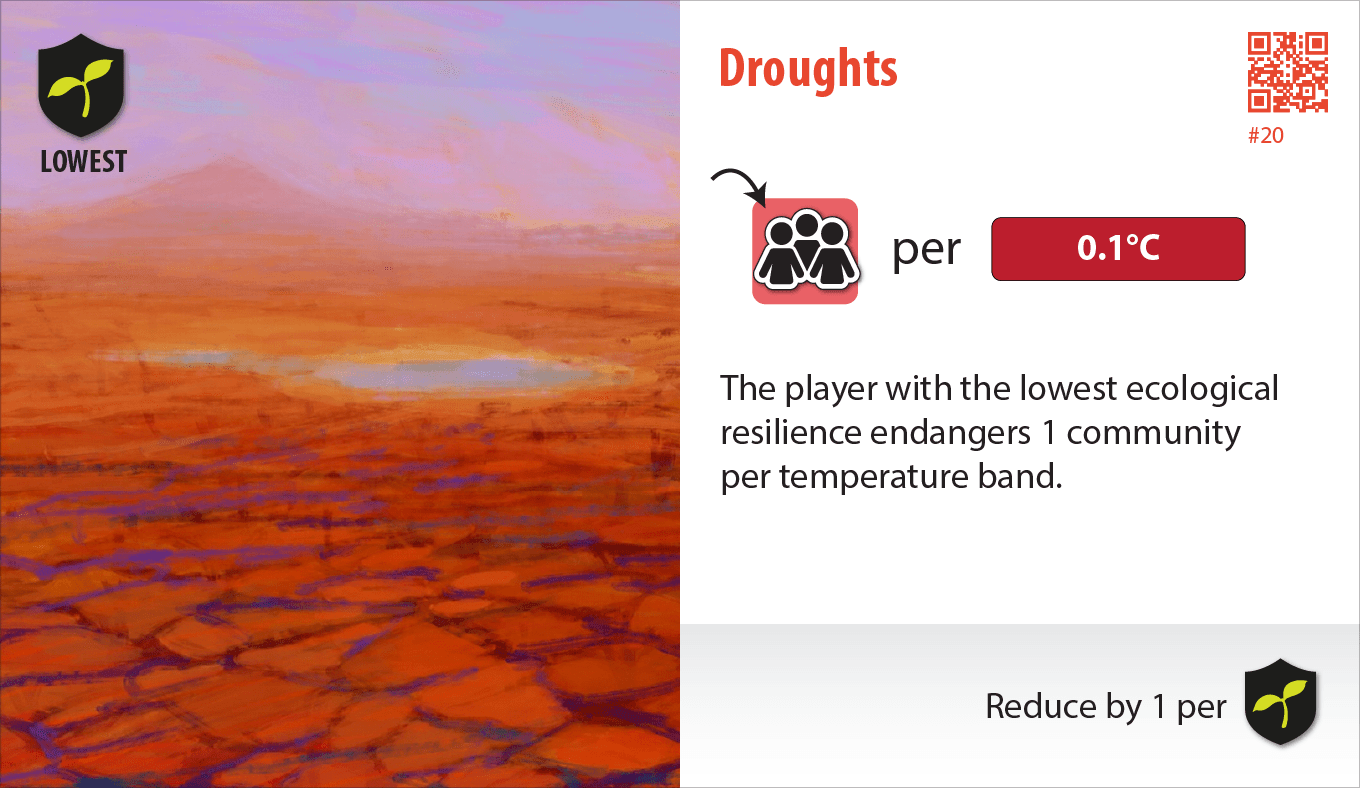 LOWEST
Droughts
#20
per 0.1°C
The player with the lowest ecological
resilience endangers 1 community
per temperature band.
Reduce by 1 per